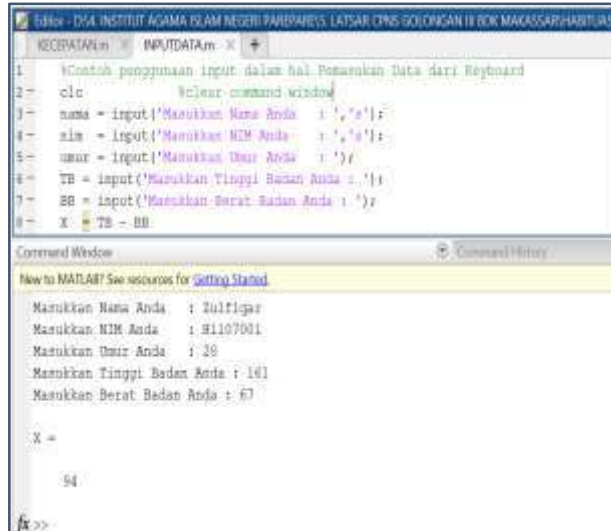 Editor - D:\4. INSTITUT AGAMA ISLAM NEGERI PAREPARE\5. LATSAR CPNS GOLONGAN III BDK MAKASSAR\HABITUAS
KECEPATAN.m × INPUTDATA.m × +
1 %Contoh penggunaan input dalam hal Pemasukan Data dari Keyboard
2 - clc %clear command window
3 - nama = input('Masukkan Nama Anda : ','s');
4 - nim = input('Masukkan NIM Anda : ','s');
5 - umur = input('Masukkan Umur Anda : ');
6 - TB = input('Masukkan Tinggi Badan Anda : ');
7 - BB = input('Masukkan Berat Badan Anda : ');
8 - X = TB - BB
Command Window Command History
New to MATLAB? See resources for Getting Started.
Masukkan Nama Anda : Zulfiqar
Masukkan NIM Anda : H1107001
Masukkan Umur Anda : 28
Masukkan Tinggi Badan Anda : 161
Masukkan Berat Badan Anda : 67
X =
94
fx >>